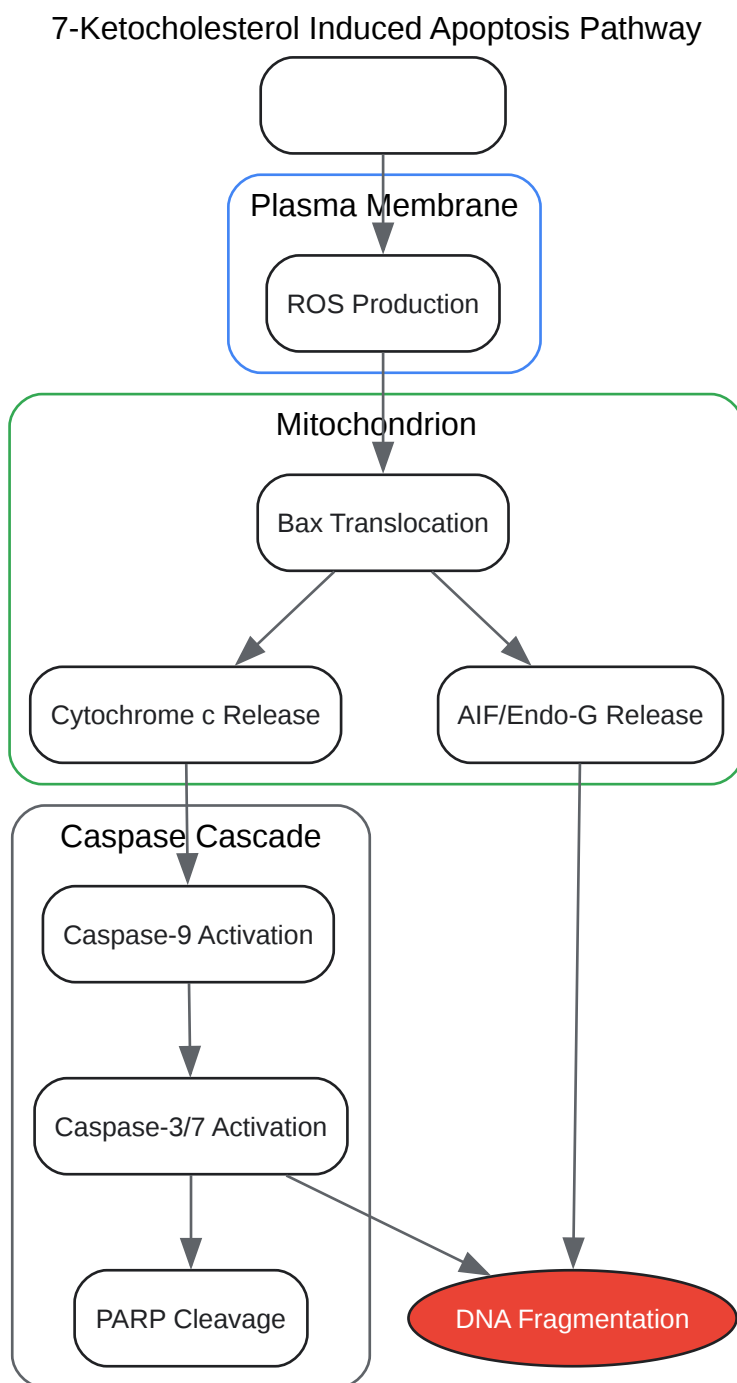 7-Ketocholesterol Induced Apoptosis Pathway
Plasma Membrane
ROS Production
Mitochondrion
Bax Translocation
Cytochrome c Release
AIF/Endo-G Release
Caspase Cascade
Caspase-9 Activation
Caspase-3/7 Activation
PARP Cleavage
DNA Fragmentation